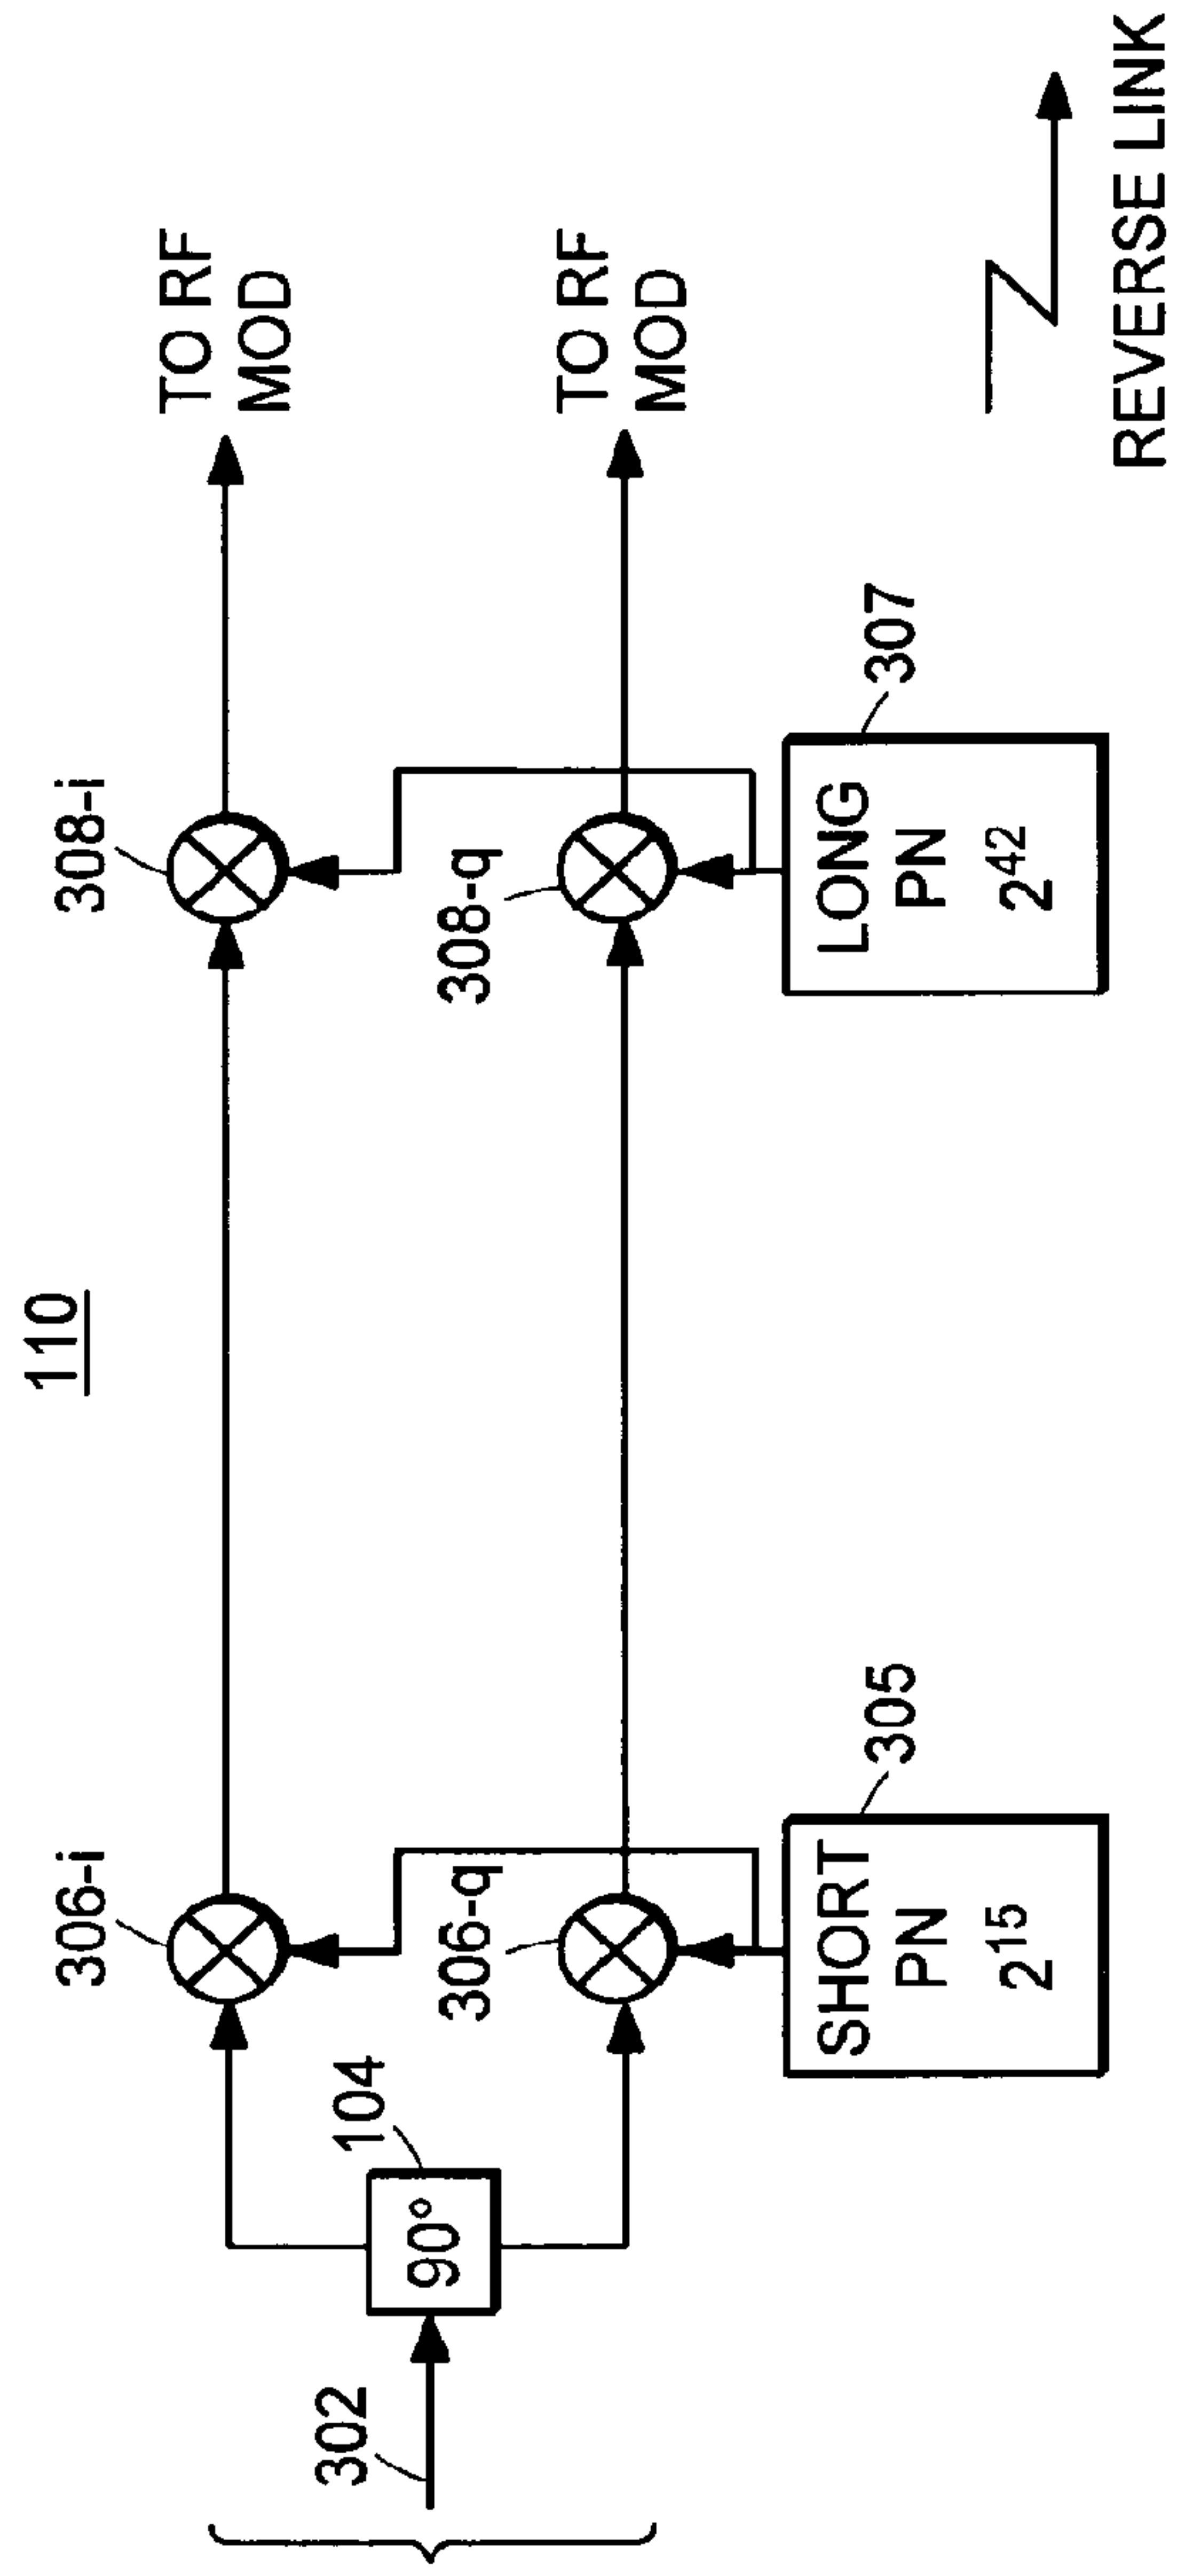 110
302
104
90°
306-i
306-q
SHORT
PN
2¹⁵
305
308-i
308-q
LONG
PN
2⁴²
307
TO RF
MOD
TO RF
MOD
REVERSE LINK